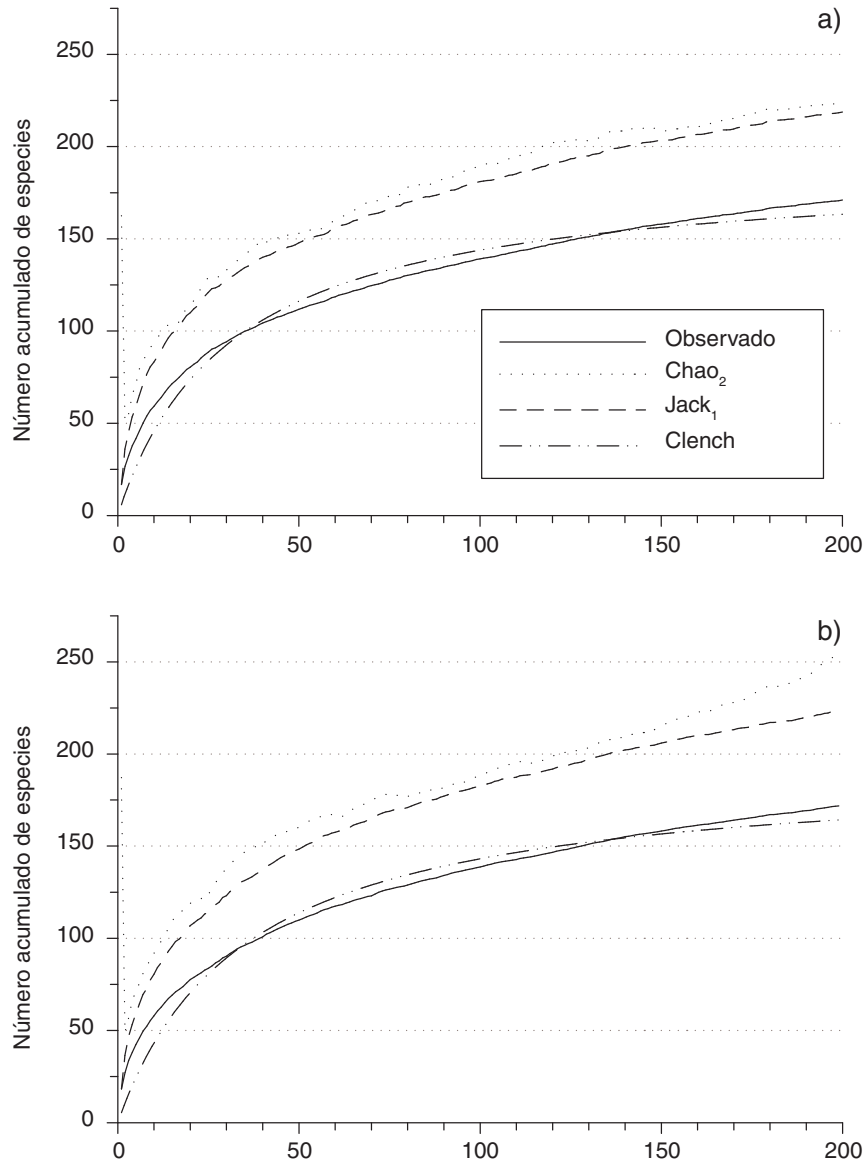 a)
Número acumulado de especies
250
200
150
100
50
0
Observado
Chao₂
Jack₁
Clench
0 50 100 150 200
b)
Número acumulado de especies
250
200
150
100
50
0
0 50 100 150 200